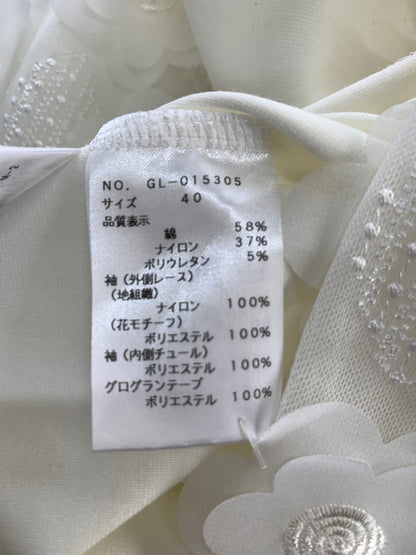 NO. GL-015305
サイズ 40
品質表示
綿 58%
ナイロン 37%
ポリウレタン 5%
袖(外側レース)
(地組織)
ナイロン 100%
(花モチーフ)
ポリエステル 100%
袖(内側チュール)
ポリエステル 100%
グログランテープ
ポリエステル 100%